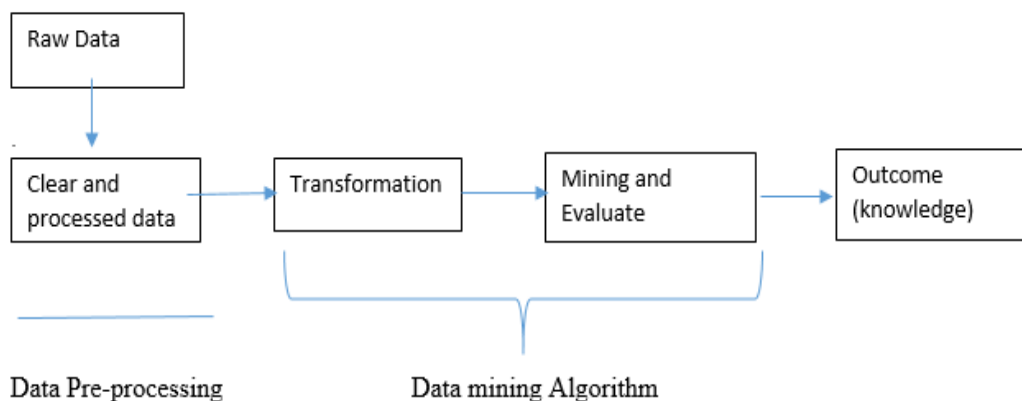 Raw Data
Clear and
processed data
Transformation
Mining and
Evaluate
Outcome
(knowledge)
Data Pre-processing
Data mining Algorithm